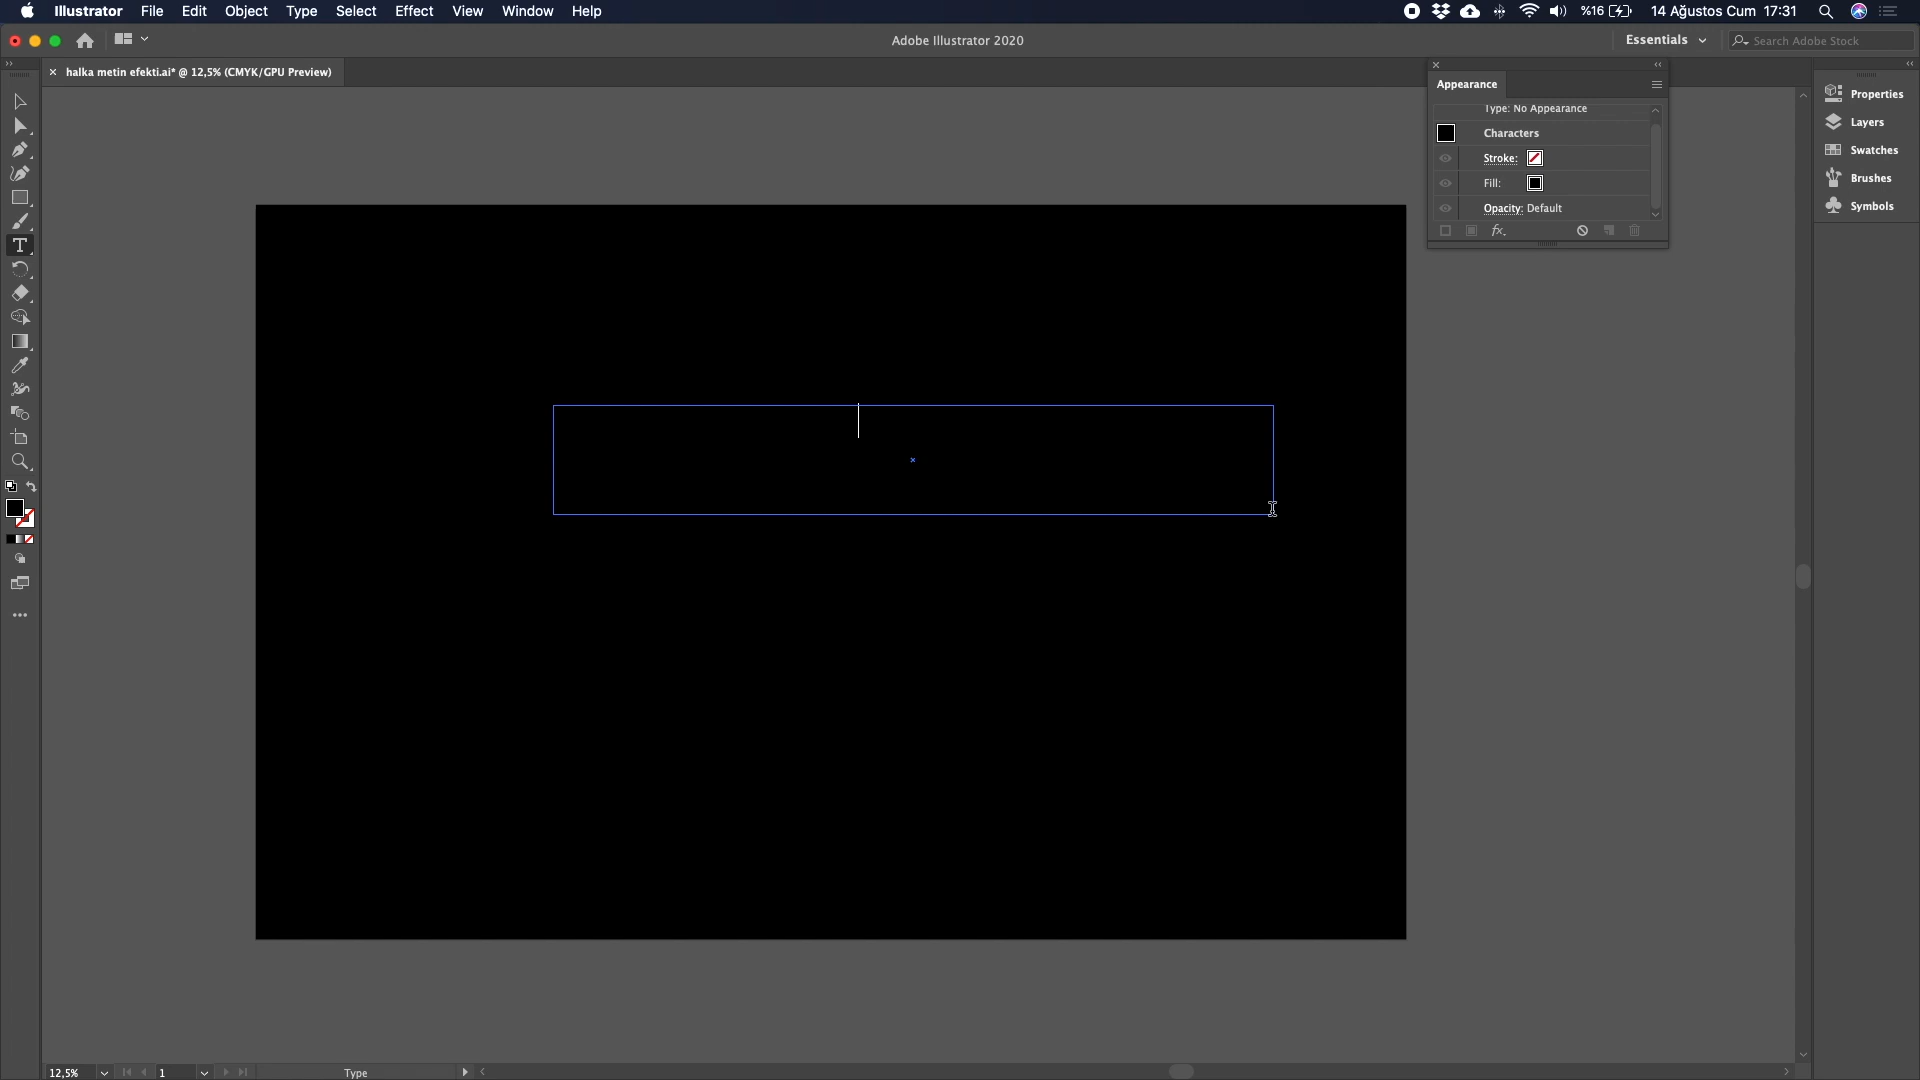 Illustrator File Edit Object Type Select Effect View Window Help
%16 14 Ağustos Cum 17:31
Adobe Illustrator 2020
Essentials
Search Adobe Stock
× halka metin efekti.ai* @ 12,5% (CMYK/GPU Preview)
Appearance
Type: No Appearance
Characters
Stroke:
Fill:
Opacity: Default
fx.
Properties
Layers
Swatches
Brushes
Symbols
12,5% 1 Type